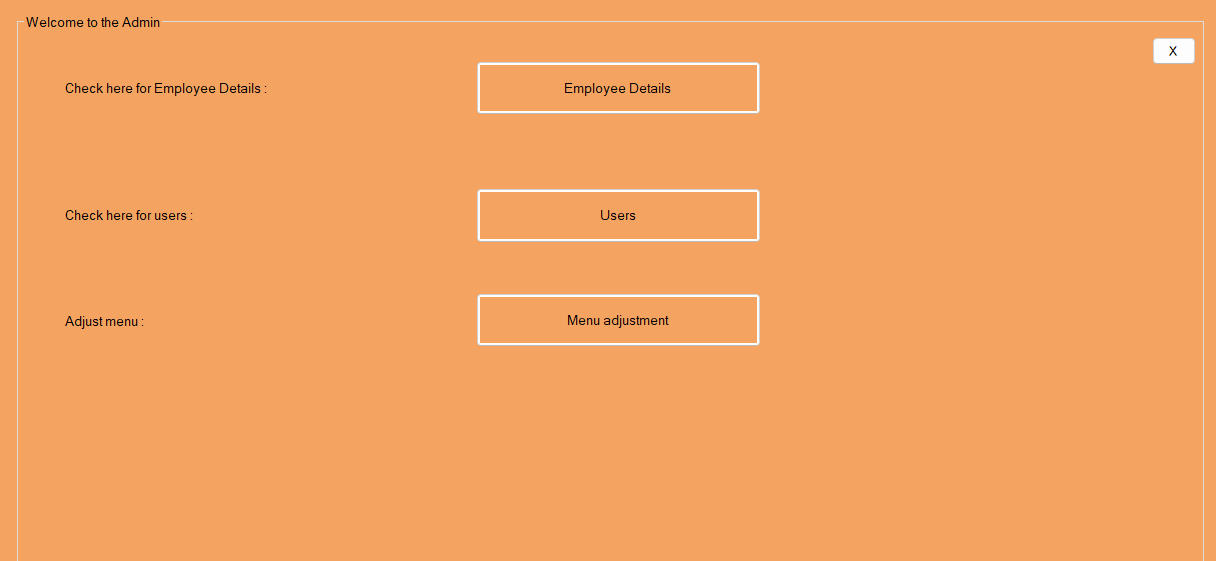 Welcome to the Admin
X
Check here for Employee Details :
Employee Details
Check here for users :
Users
Adjust menu :
Menu adjustment